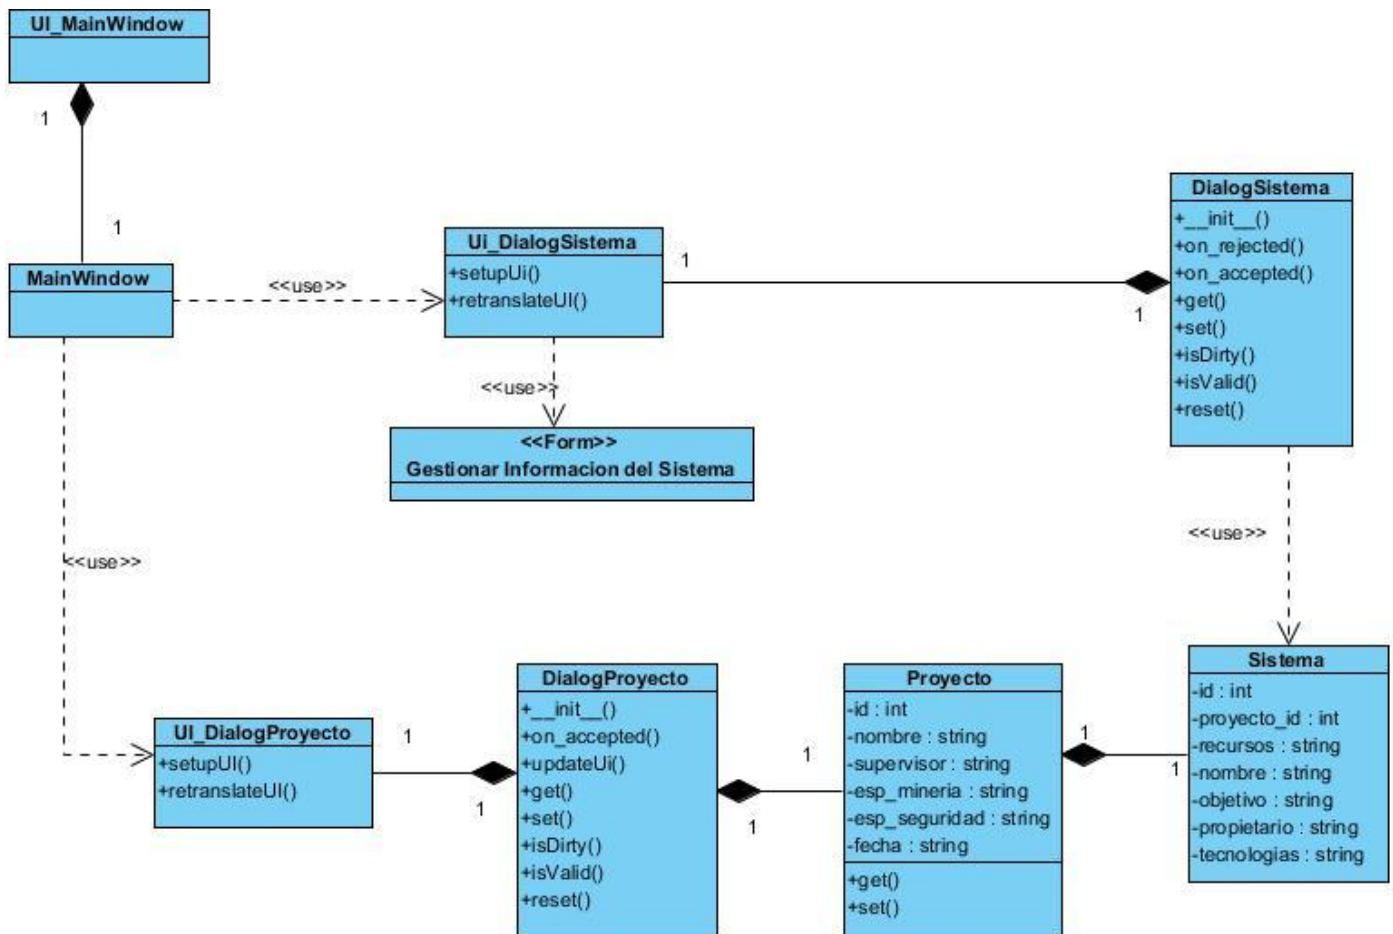 UI_MainWindow
1
1
MainWindow
<<use>>
Ui_DialogSistema
+setupUi()
+retranslateUI()
1
1
DialogSistema
+__init__()
+on_rejected()
+on_accepted()
+get()
+set()
+isDirty()
+isValid()
+reset()
<<use>>
<<Form>>
Gestionar Informacion del Sistema
<<use>>
<<use>>
UI_DialogProyecto
+setupUI()
+retranslateUI()
1
1
DialogProyecto
+__init__()
+on_accepted()
+updateUi()
+get()
+set()
+isDirty()
+isValid()
+reset()
1
1
Proyecto
-id : int
-nombre : string
-supervisor : string
-esp_mineria : string
-esp_seguridad : string
-fecha : string
+get()
+set()
1
1
Sistema
-id : int
-proyecto_id : int
-recursos : string
-nombre : string
-objetivo : string
-propietario : string
-tecnologias : string